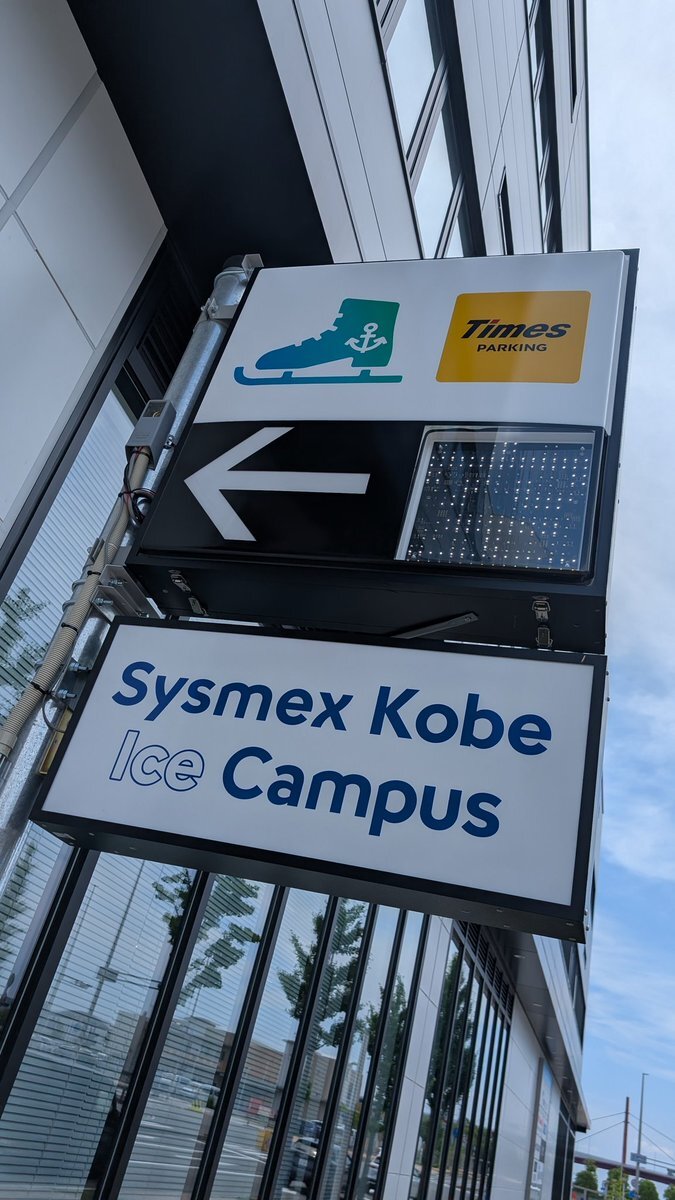 Times
PARKING
Sysmex Kobe
Ice Campus